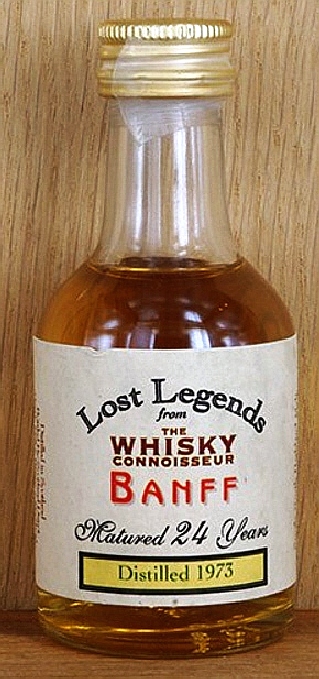 Lost Legends
from
THE
WHISKY
CONNOISSEUR
BANFF
Matured 24 Years
Distilled 1973